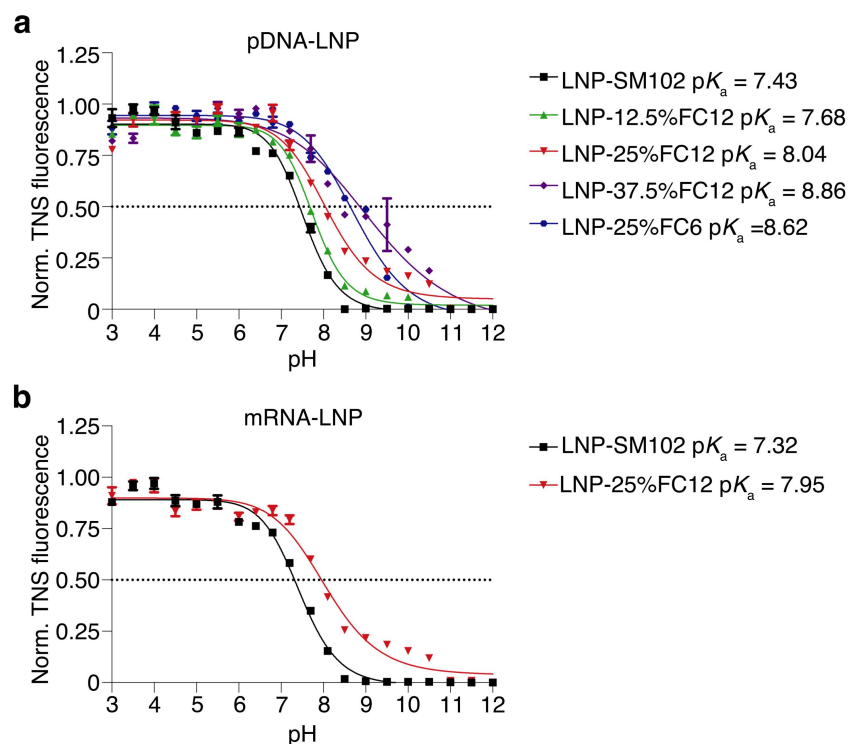 a
pDNA-LNP
Norm. TNS fluorescence
1.25
1.00
0.75
0.50
0.25
0
3 4 5 6 7 8 9 10 11 12
pH
LNP-SM102 pKa = 7.43
LNP-12.5%FC12 pKa = 7.68
LNP-25%FC12 pKa = 8.04
LNP-37.5%FC12 pKa = 8.86
LNP-25%FC6 pKa =8.62
b
mRNA-LNP
Norm. TNS fluorescence
1.25
1.00
0.75
0.50
0.25
0
3 4 5 6 7 8 9 10 11 12
pH
LNP-SM102 pKa = 7.32
LNP-25%FC12 pKa = 7.95